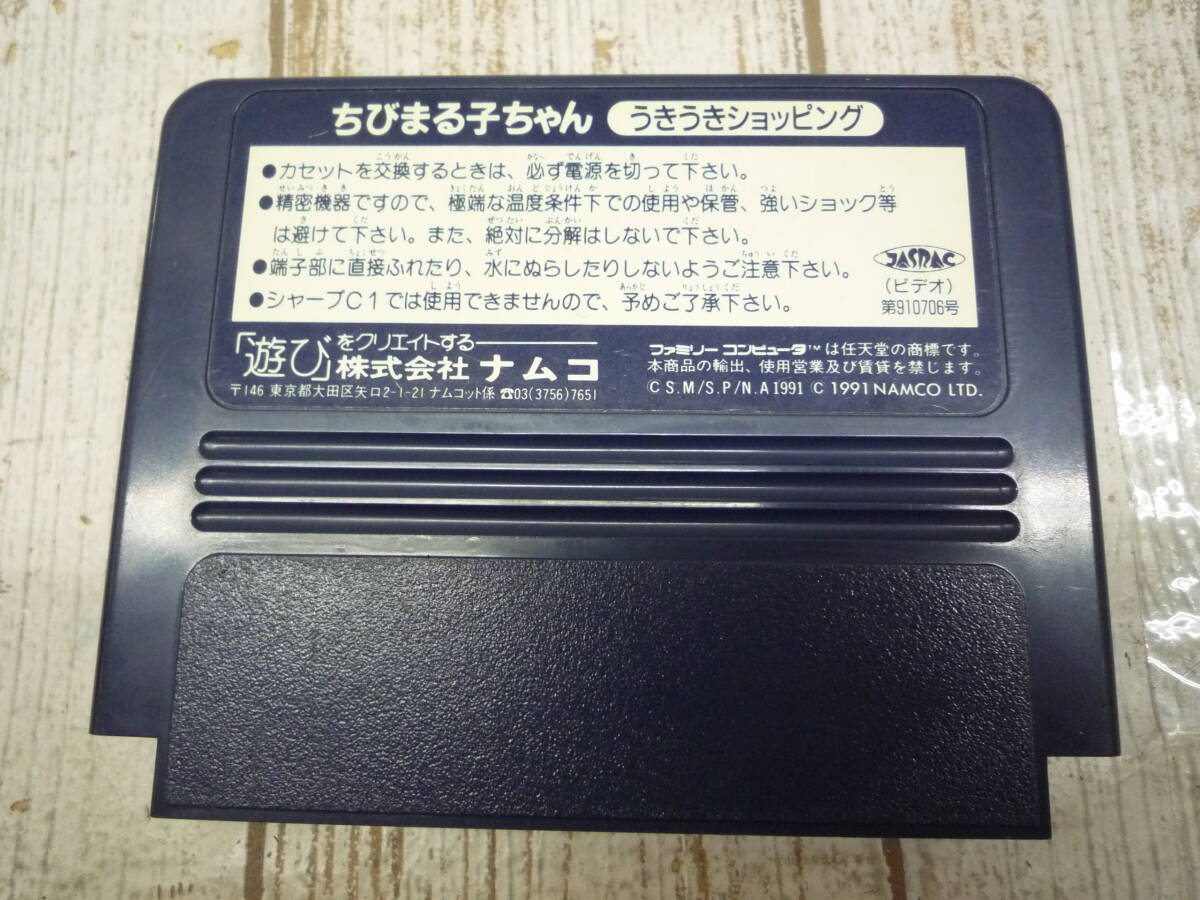 ちびまる子ちゃん うきうきショッピング
●カセットを交換するときは、必ず電源を切って下さい。
●精密機器ですので、極端な温度条件下での使用や保管、強いショック等
は避けて下さい。また、絶対に分解はしないで下さい。
●端子部に直接ふれたり、水にぬらしたりしないようご注意下さい。
●シャープC1では使用できませんので、予めご了承下さい。
JASRAC
(ビデオ)
第910706号
「遊び」をクリエイトする
株式会社 ナムコ
〒146 東京都大田区矢口2-1-21 ナムコット係 ☎03(3756)7651
ファミリーコンピュータ™は任天堂の商標です。
本商品の輸出、使用営業及び賃貸を禁じます。
©S.M/S.P/N.A1991 © 1991 NAMCO LTD.